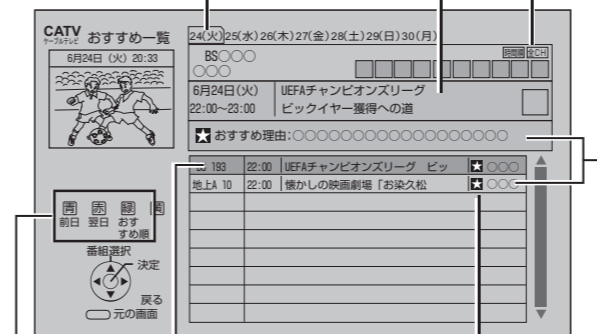 CATV
ケーブルテレビ
おすすめ一覧
24(火)25(水)26(木)27(金)28(土)29(日)30(月)
6月24日（火）20:33
BS○○○
○○○
全CH
6月24日(火)
22:00~23:00
UEFAチャンピオンズリーグ
ビックイヤー獲得への道
★おすすめ理由:○○○○○○○○○○○○○○○○○○
193 22:00 UEFAチャンピオンズリーグ ビッ ★○○○
地上A 10 22:00 懐かしの映画劇場「お染久松 ★○○○
青 赤 緑
前日 翌日 おすすめ順
番組選択
決定
戻る
元の画面